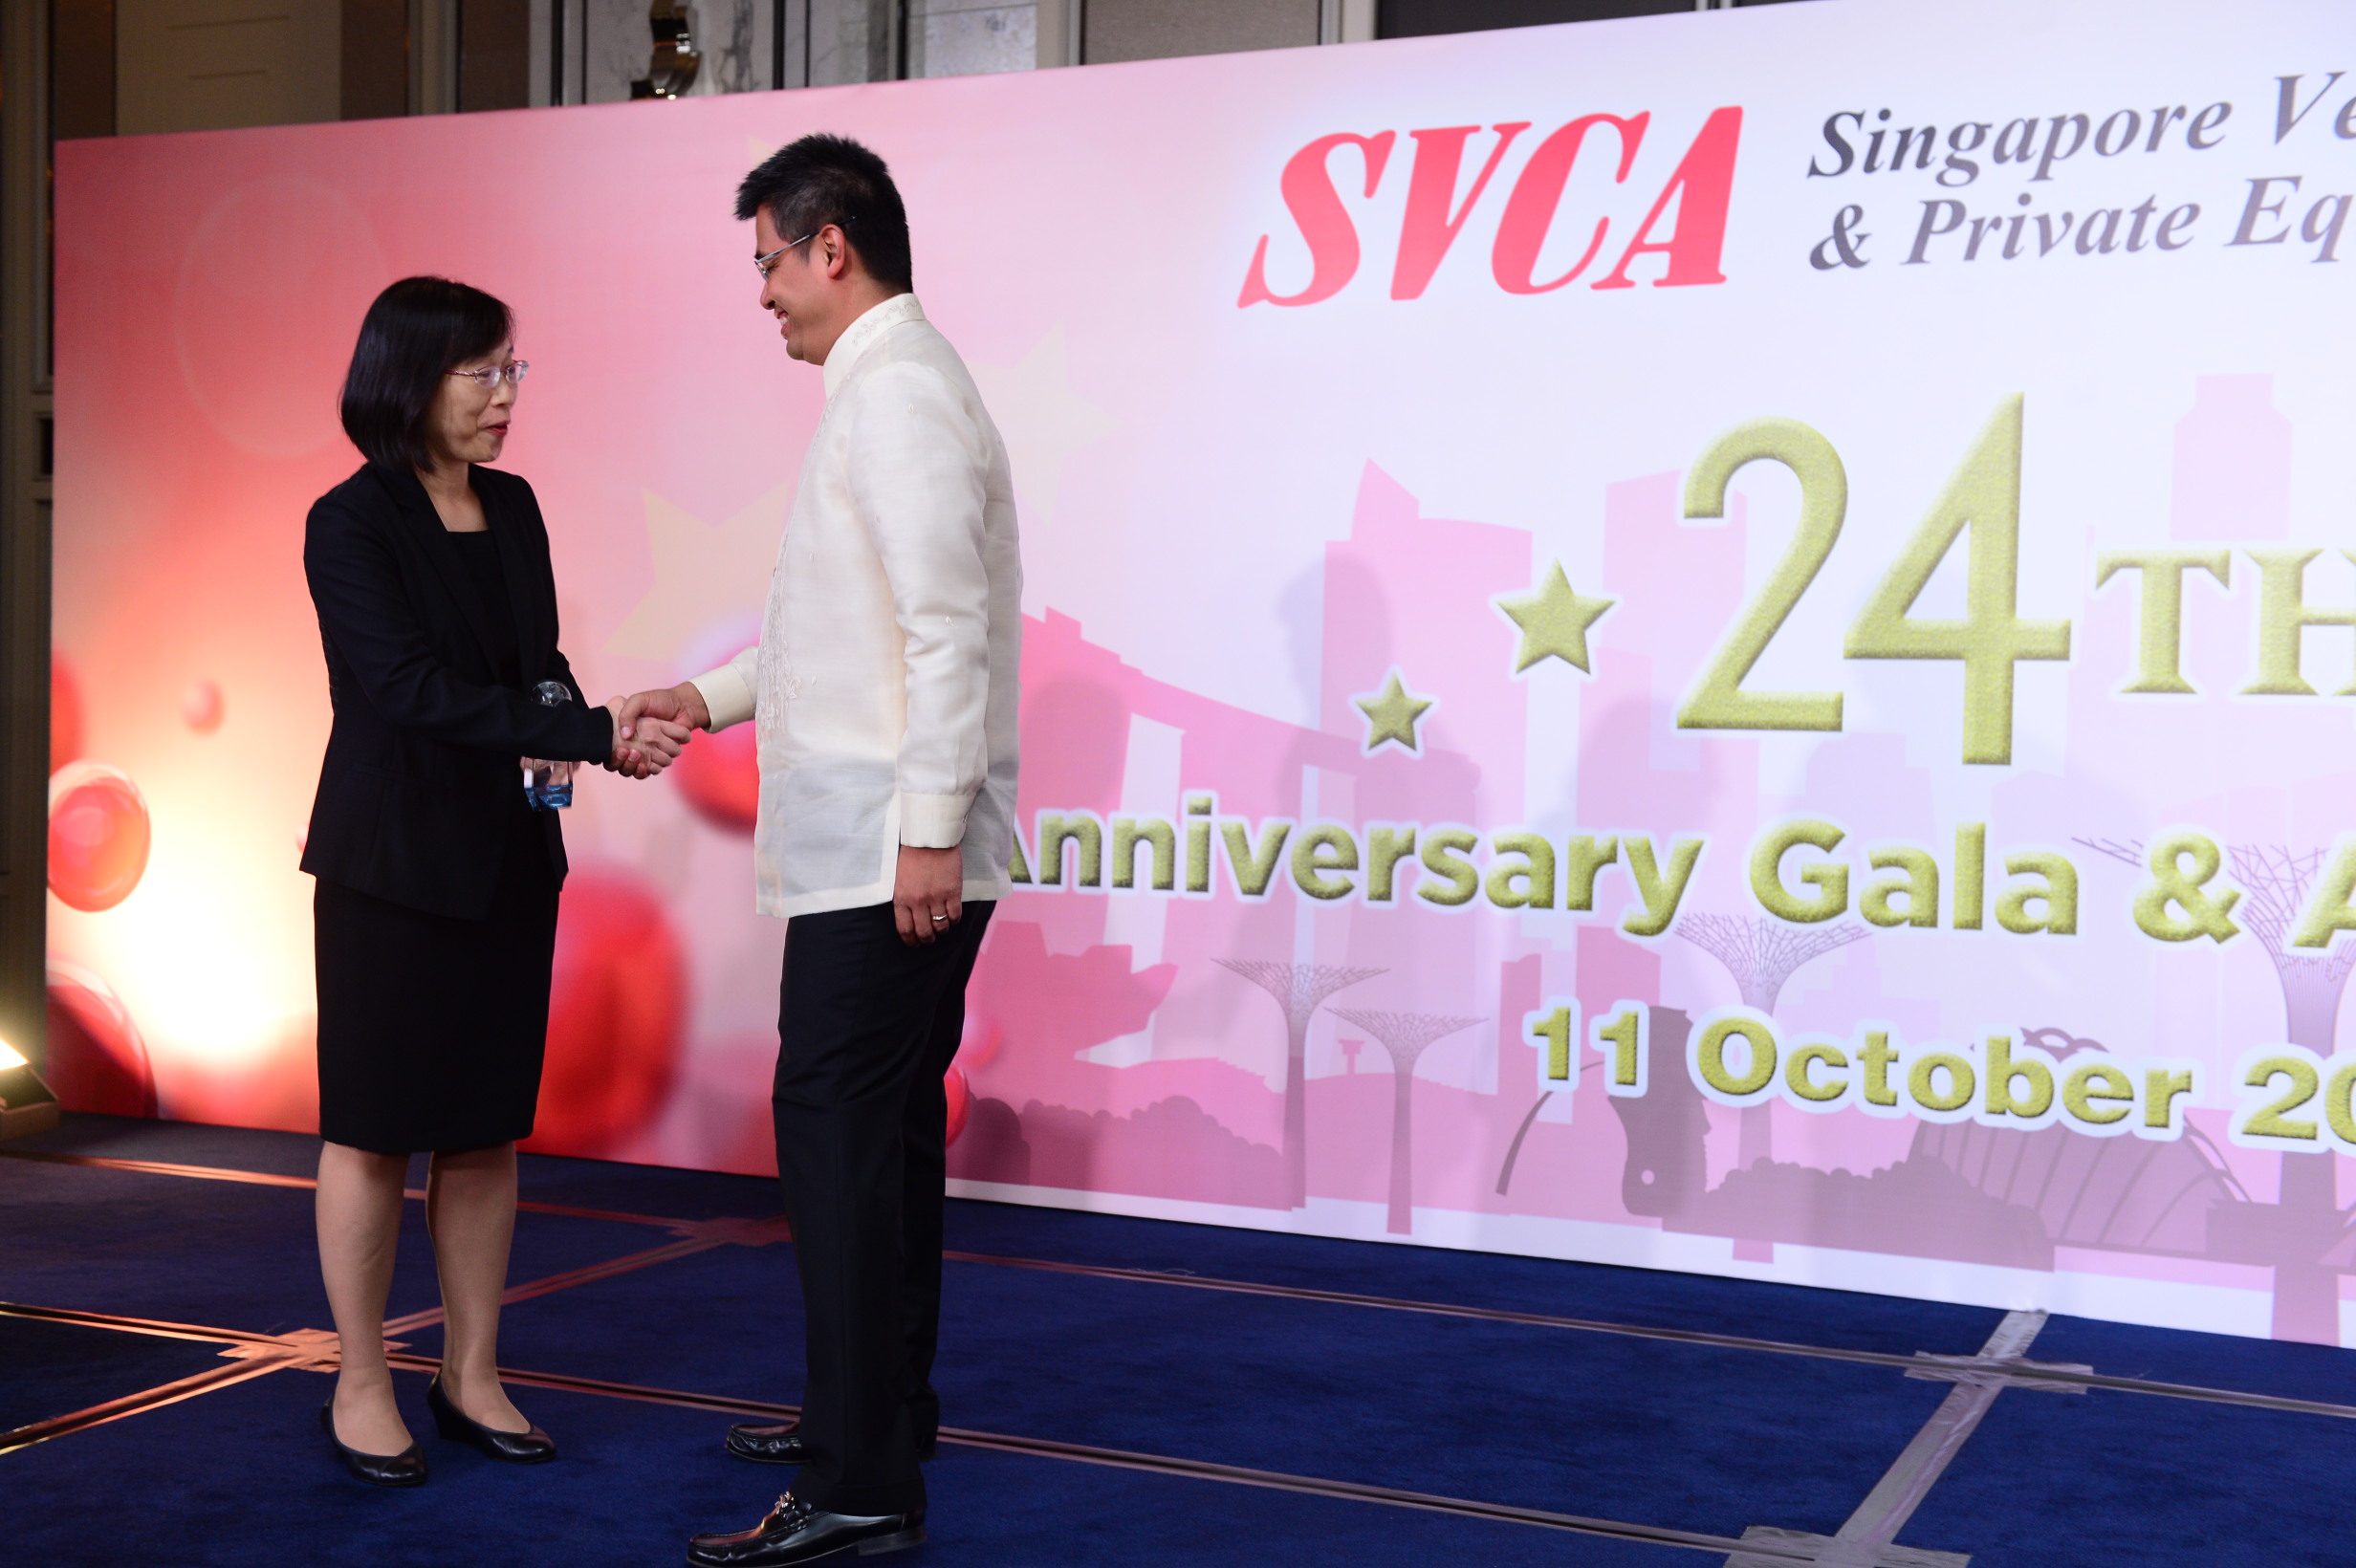 SVCA
Singapore Ve
& Private Eq
24TH
Anniversary Gala & A
11 October 20